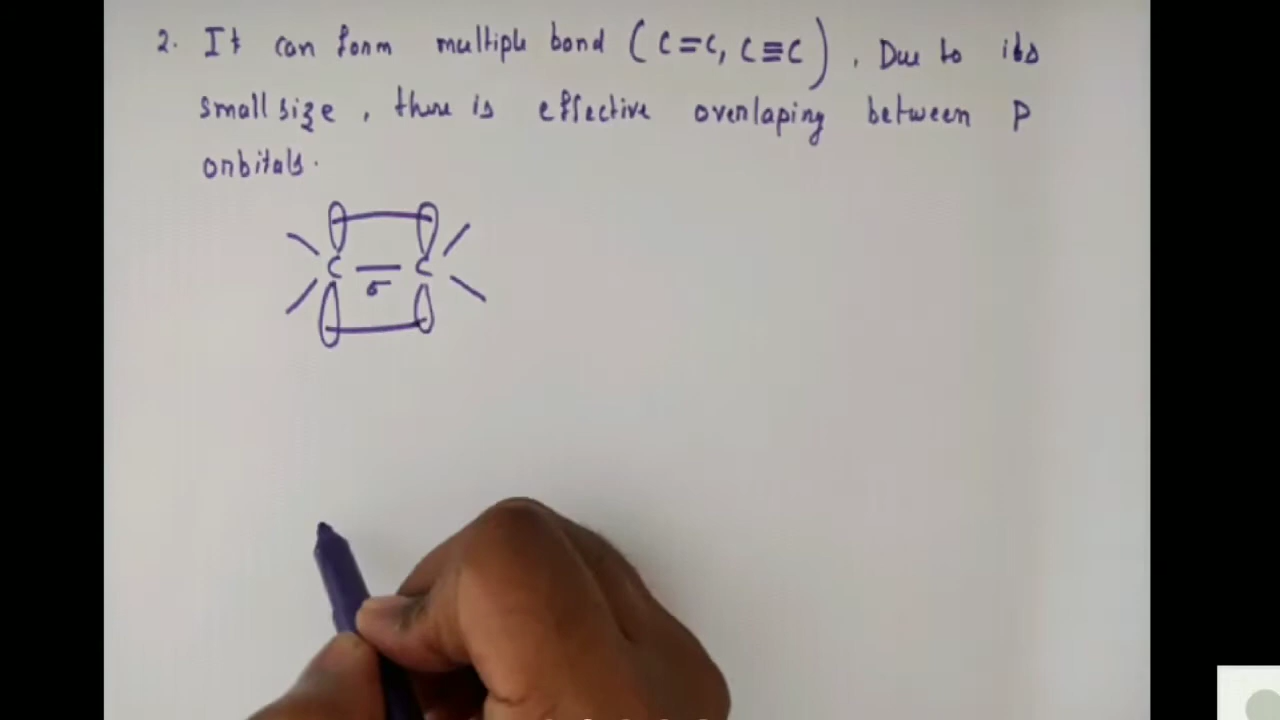 2. It can form multiple bond (C=C, C≡C). Due to its
small size, there is effective overlaping between P
orbitals.
C — C
σ